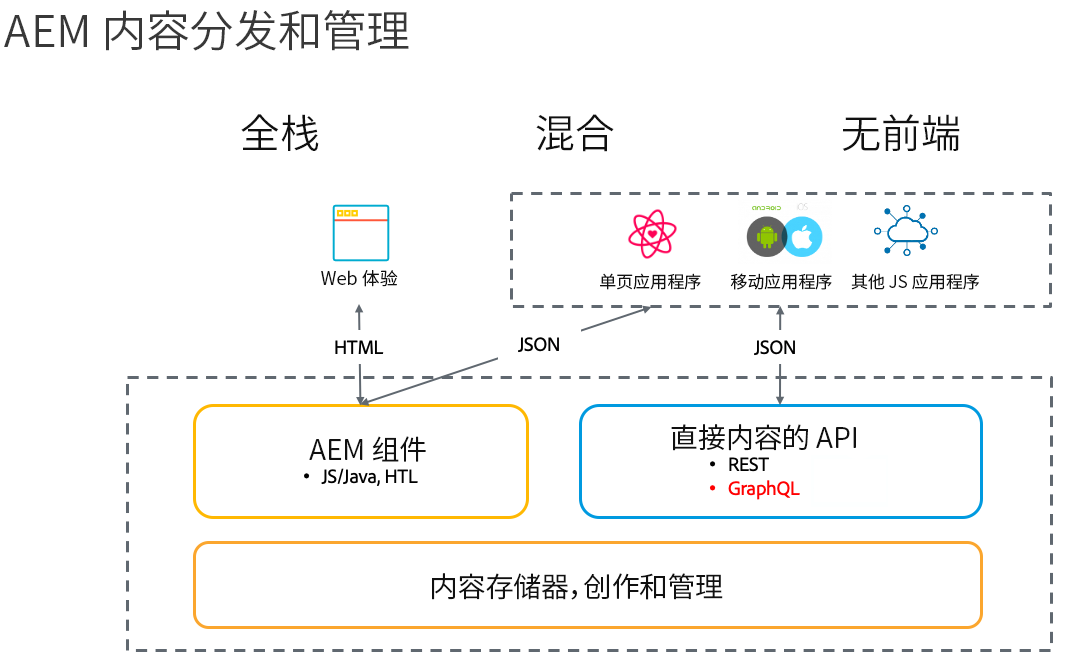 AEM 内容分发和管理
全栈
混合
无前端
ANDROID
iOS
Web 体验
单页应用程序
移动应用程序
其他 JS 应用程序
HTML
JSON
JSON
AEM 组件
• JS/Java, HTL
直接内容的 API
• REST
• GraphQL
内容存储器，创作和管理